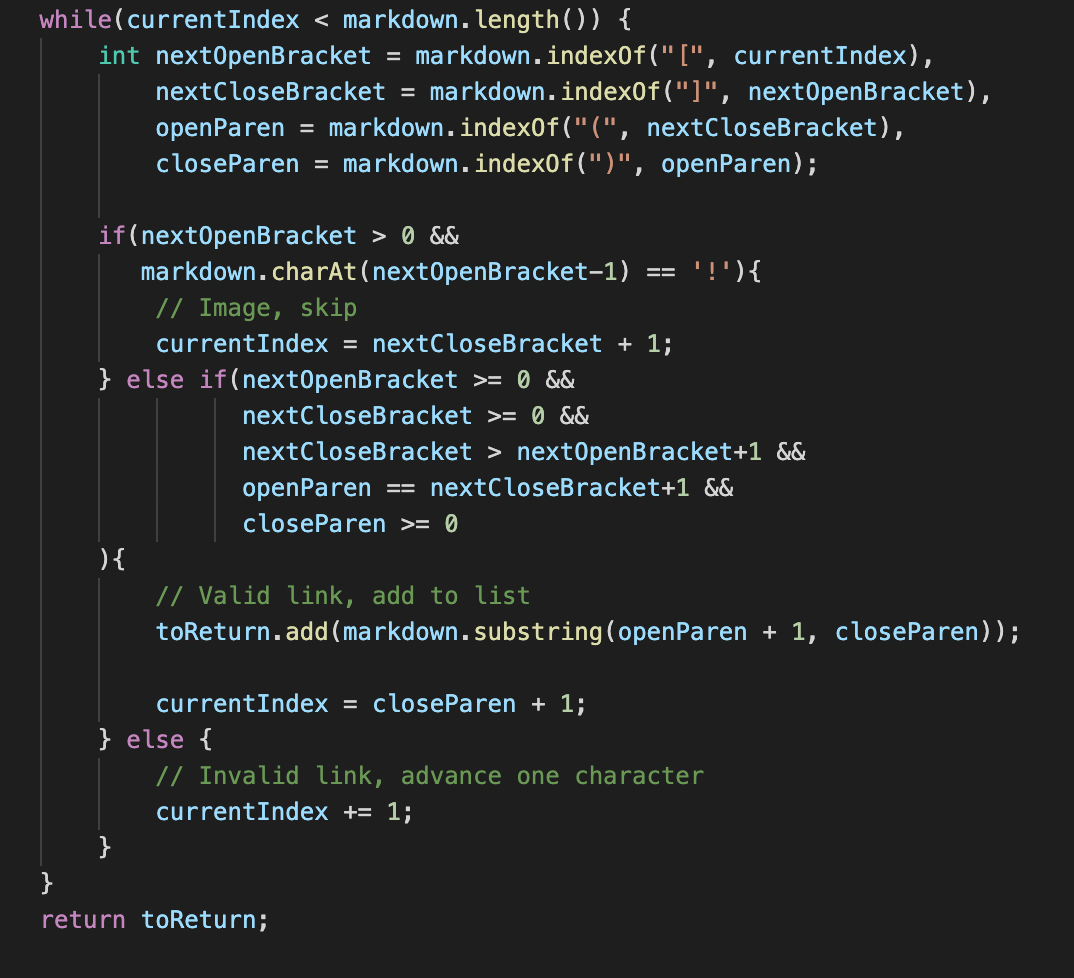 while(currentIndex < markdown.length()) {
    int nextOpenBracket = markdown.indexOf("[", currentIndex),
        nextCloseBracket = markdown.indexOf("]", nextOpenBracket),
        openParen = markdown.indexOf("(", nextCloseBracket),
        closeParen = markdown.indexOf(")", openParen);

    if(nextOpenBracket > 0 &&
       markdown.charAt(nextOpenBracket-1) == '!'){
        // Image, skip
        currentIndex = nextCloseBracket + 1;
    } else if(nextOpenBracket >= 0 &&
              nextCloseBracket >= 0 &&
              nextCloseBracket > nextOpenBracket+1 &&
              openParen == nextCloseBracket+1 &&
              closeParen >= 0
    ){
        // Valid link, add to list
        toReturn.add(markdown.substring(openParen + 1, closeParen));

        currentIndex = closeParen + 1;
    } else {
        // Invalid link, advance one character
        currentIndex += 1;
    }
}
return toReturn;